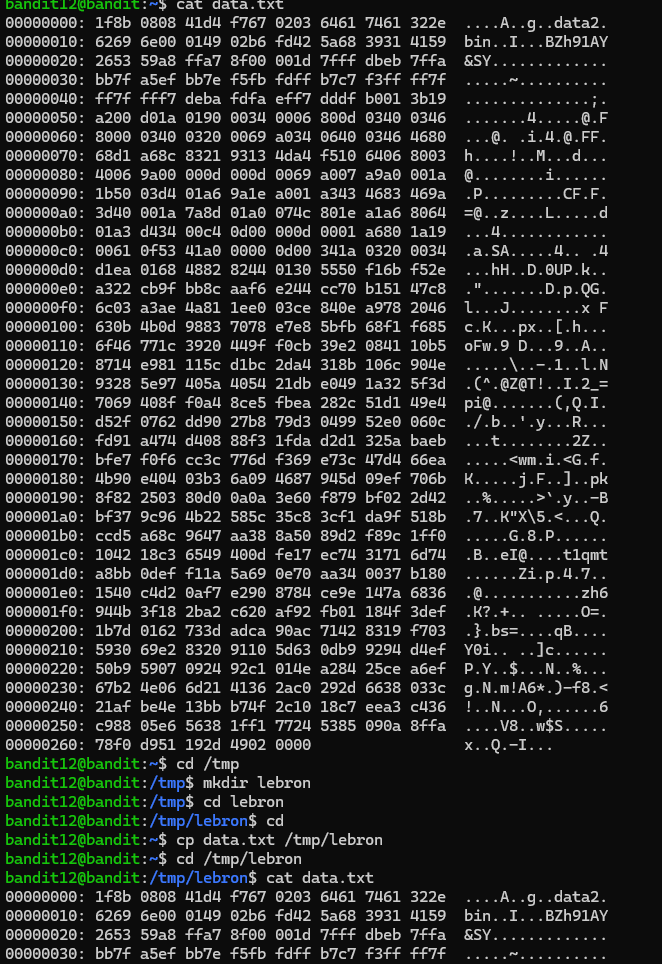 bandit12@bandit:~$ cat data.txt
00000000: 1f8b 0808 41d4 f767 0203 6461 7461 322e  ....A..g..data2.
00000010: 6269 6e00 0149 02b6 fd42 5a68 3931 4159  bin..I...BZh91AY
00000020: 2653 59a8 ffa7 8f00 001d 7fff dbeb 7ffa  &SY.............
00000030: bb7f a5ef bb7e f5fb fdff b7c7 f3ff ff7f  .....~..........
00000040: ff7f fff7 deba fdfa eff7 dddf b001 3b19  ..............;.
00000050: a200 d01a 0190 0034 0006 800d 0340 0346  .......4.....@.F
00000060: 8000 0340 0320 0069 a034 0640 0346 4680  ...@. .i.4.@.FF.
00000070: 68d1 a68c 8321 9313 4da4 f510 6406 8003  h....!..M...d...
00000080: 4006 9a00 000d 000d 0069 a007 a9a0 001a  @........i......
00000090: 1b50 03d4 01a6 9a1e a001 a343 4683 469a  .P.........CF.F.
000000a0: 3d40 001a 7a8d 01a0 074c 801e a1a6 8064  =@..z....L.....d
000000b0: 01a3 d434 00c4 0d00 000d 0001 a680 1a19  ...4............
000000c0: 0061 0f53 41a0 0000 0d00 341a 0320 0034  .a.SA.....4.. .4
000000d0: d1ea 0168 4882 8244 0130 5550 f16b f52e  ...hH..D.0UP.k..
000000e0: a322 cb9f bb8c aaf6 e244 cc70 b151 47c8  .".......D.p.QG.
000000f0: 6c03 a3ae 4a81 1ee0 03ce 840e a978 2046  l...J........x F
00000100: 630b 4b0d 9883 7078 e7e8 5bfb 68f1 f685  c.K...px..[.h...
00000110: 6f46 771c 3920 449f f0cb 39e2 0841 10b5  oFw.9 D...9..A..
00000120: 8714 e981 115c d1bc 2da4 318b 106c 904e  .....\..-.1..l.N
00000130: 9328 5e97 405a 4054 21db e049 1a32 5f3d  .(^.@Z@T!..I.2_=
00000140: 7069 408f f0a4 8ce5 fbea 282c 51d1 49e4  pi@.......(,Q.I.
00000150: d52f 0762 dd90 27b8 79d3 0499 52e0 060c  ./.b..'.y...R...
00000160: fd91 a474 d408 88f3 1fda d2d1 325a baeb  ...t........2Z..
00000170: bfe7 f0f6 cc3c 776d f369 e73c 47d4 66ea  .....<wm.i.<G.f.
00000180: 4b90 e404 03b3 6a09 4687 945d 09ef 706b  K.....j.F..]..pk
00000190: 8f82 2503 80d0 0a0a 3e60 f879 bf02 2d42  ..%.....>`.y..-B
000001a0: bf37 9c96 4b22 585c 35c8 3cf1 da9f 518b  .7..K"X\5.<...Q.
000001b0: ccd5 a68c 9647 aa38 8a50 89d2 f89c 1ff0  .....G.8.P......
000001c0: 1042 18c3 6549 400d fe17 ec74 3171 6d74  .B..eI@....t1qmt
000001d0: a8bb 0def f11a 5a69 0e70 aa34 0037 b180  ......Zi.p.4.7..
000001e0: 1540 c4d2 0af7 e290 8784 ce9e 147a 6836  .@...........zh6
000001f0: 944b 3f18 2ba2 c620 af92 fb01 184f 3def  .K?.+.. .....O=.
00000200: 1b7d 0162 733d adca 90ac 7142 8319 f703  .}.bs=....qB....
00000210: 5930 69e2 8320 9110 5d63 0db9 9294 d4ef  Y0i.. ..]c......
00000220: 50b9 5907 0924 92c1 014e a284 25ce a6ef  P.Y..$...N..%...
00000230: 67b2 4e06 6d21 4136 2ac0 292d 6638 033c  g.N.m!A6*.)-f8.<
00000240: 21af be4e 13bb b74f 2c10 18c7 eea3 c436  !..N...O,......6
00000250: c988 05e6 5638 1ff1 7724 5385 090a 8ffa  ....V8..w$S.....
00000260: 78f0 d951 192d 4902 0000                 x..Q.-I...
bandit12@bandit:~$ cd /tmp
bandit12@bandit:/tmp$ mkdir lebron
bandit12@bandit:/tmp$ cd lebron
bandit12@bandit:/tmp/lebron$ cd
bandit12@bandit:~$ cp data.txt /tmp/lebron
bandit12@bandit:~$ cd /tmp/lebron
bandit12@bandit:/tmp/lebron$ cat data.txt
00000000: 1f8b 0808 41d4 f767 0203 6461 7461 322e  ....A..g..data2.
00000010: 6269 6e00 0149 02b6 fd42 5a68 3931 4159  bin..I...BZh91AY
00000020: 2653 59a8 ffa7 8f00 001d 7fff dbeb 7ffa  &SY.............
00000030: bb7f a5ef bb7e f5fb fdff b7c7 f3ff ff7f  .....~..........